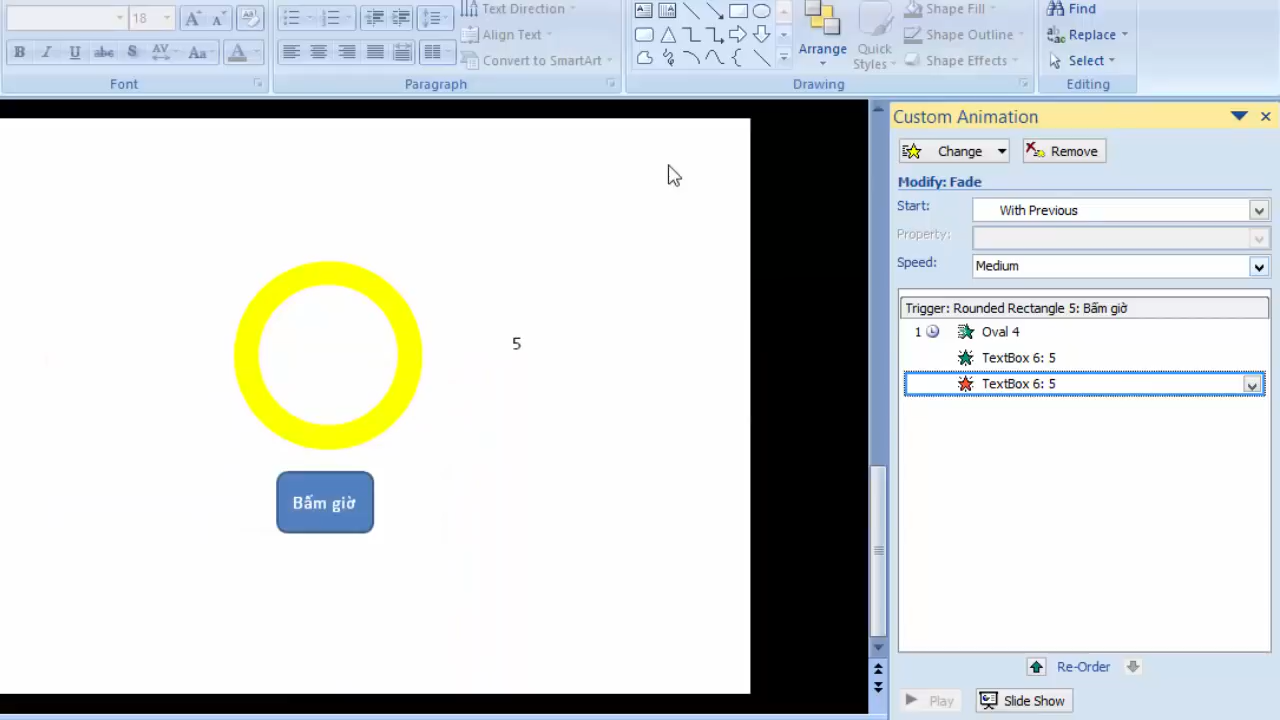 18
Text Direction
Align Text
Convert to SmartArt
B I U abc S AV Aa A
Arrange
Quick Styles
Shape Fill
Shape Outline
Shape Effects
Find
Replace
Select
Font
Paragraph
Drawing
Editing
Custom Animation
Change
Remove
Modify: Fade
Start:
With Previous
Property:
Speed:
Medium
Trigger: Rounded Rectangle 5: Bấm giờ
1 Oval 4
TextBox 6: 5
TextBox 6: 5
5
Bấm giờ
Re-Order
Play
Slide Show